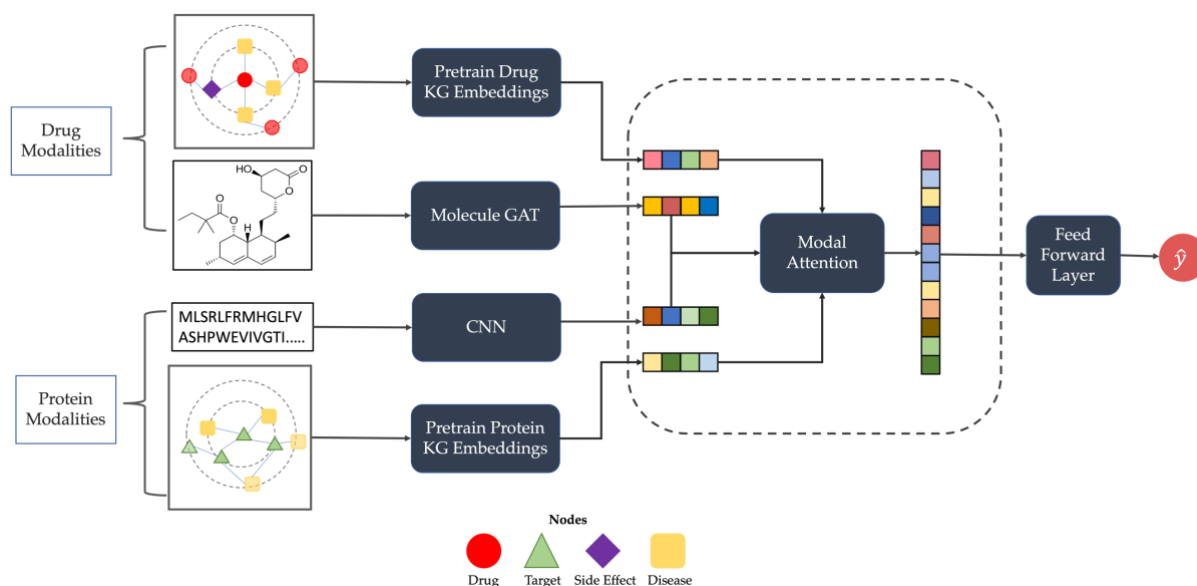 Drug
Modalities
HO
O
O
O
O
H
Pretrain Drug
KG Embeddings
Molecule GAT
Protein
Modalities
MLSRLFRMHGLFV
ASHPWEVIVGTI.....
CNN
Pretrain Protein
KG Embeddings
Modal
Attention
Feed
Forward
Layer
ŷ
Nodes
Drug
Target
Side Effect
Disease